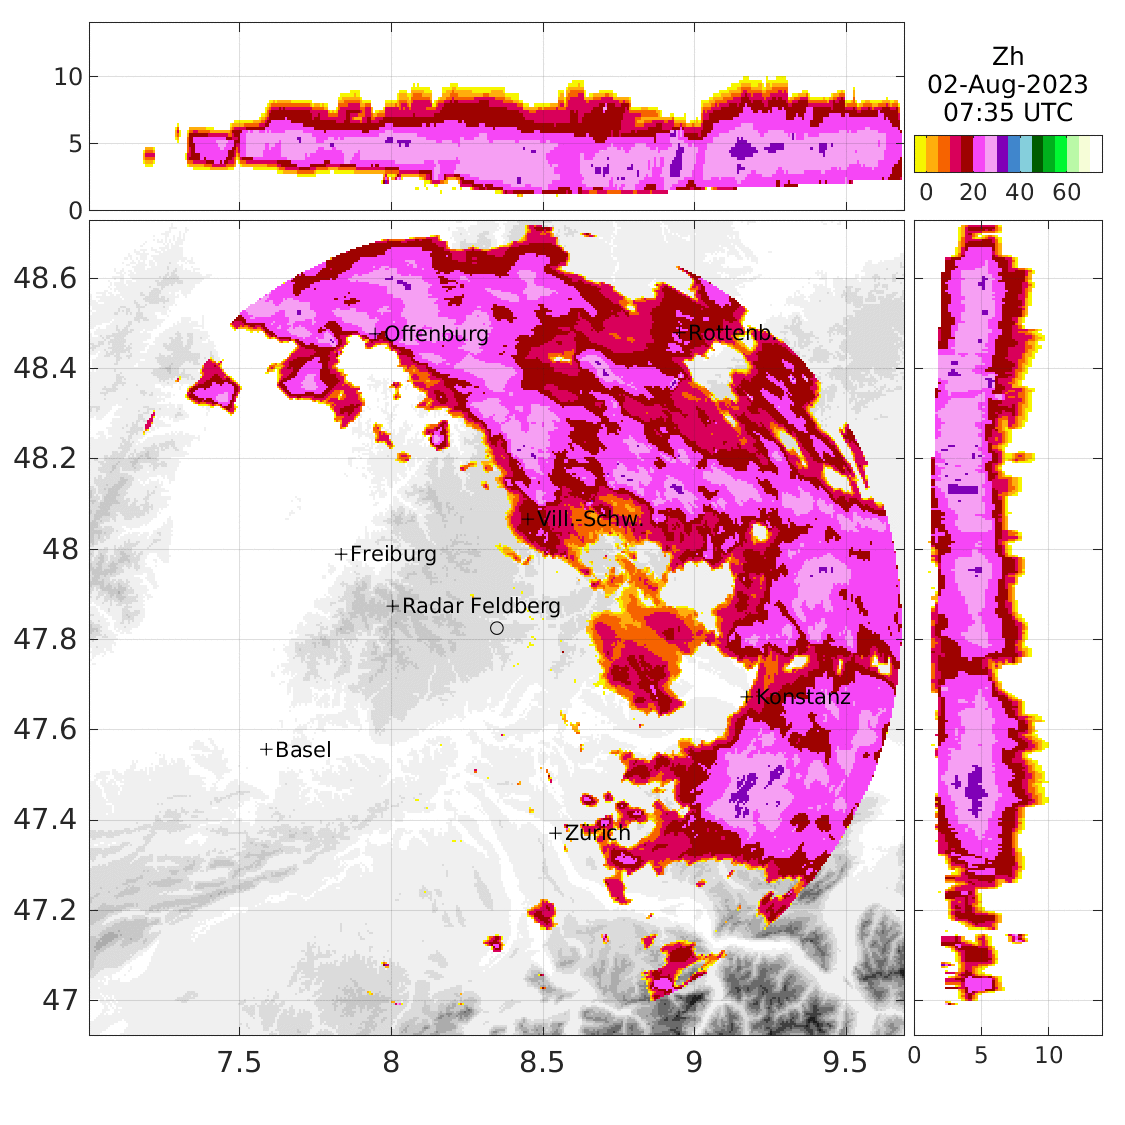 10
5
0
Zh
02-Aug-2023
07:35 UTC
0 20 40 60
48.6
48.4
48.2
48
47.8
47.6
47.4
47.2
47
Offenburg
Rottenb.
Vill.-Schw.
Freiburg
Radar Feldberg
Konstanz
Basel
Zürich
7.5 8 8.5 9 9.5
0 5 10